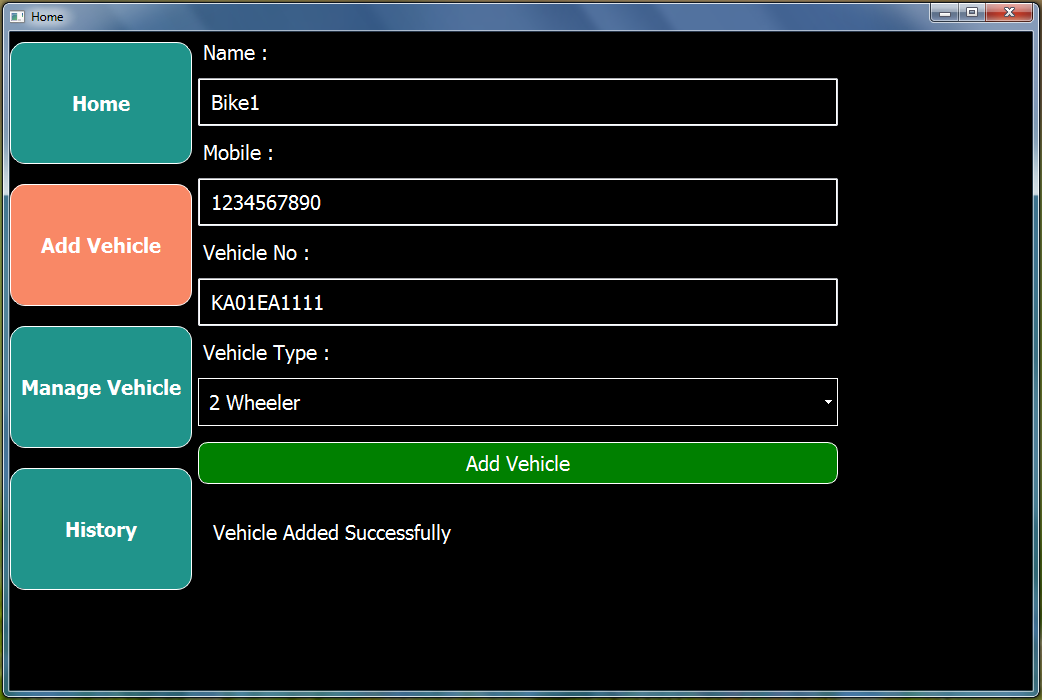 Home
Home
Add Vehicle
Manage Vehicle
History
Name :
Bike1
Mobile :
1234567890
Vehicle No :
KA01EA1111
Vehicle Type :
2 Wheeler
Add Vehicle
Vehicle Added Successfully